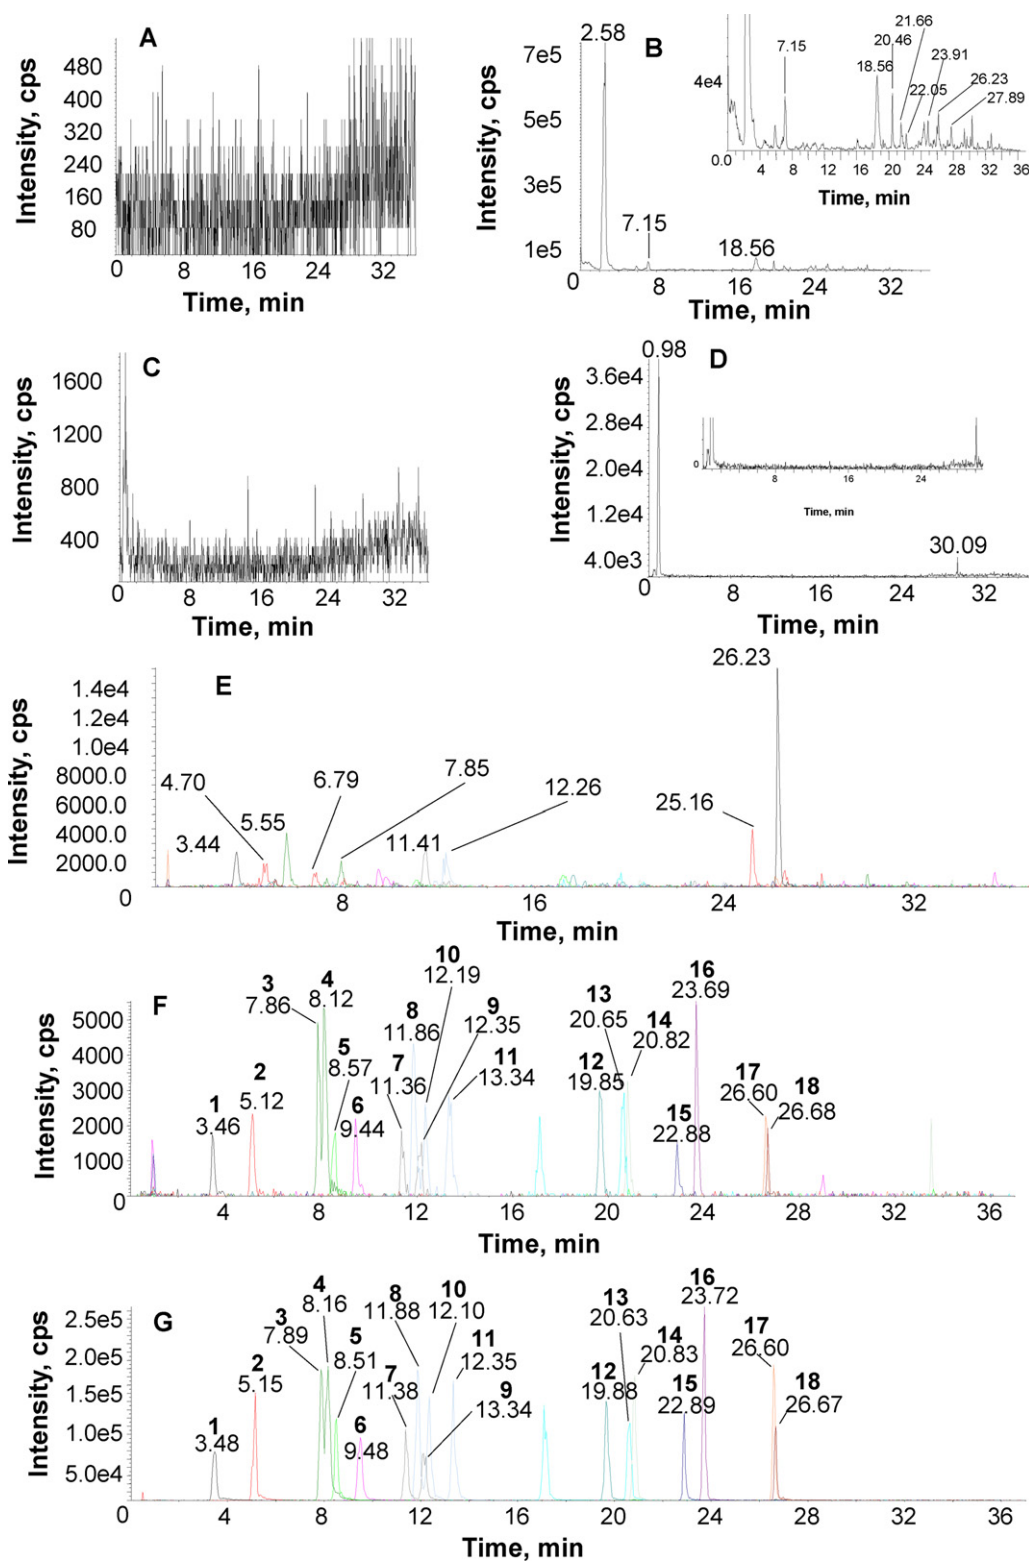 A
Intensity, cps
480
400
320
240
160
80
0 8 16 24 32
Time, min
B
Intensity, cps
7e5
5e5
3e5
1e5
2.58
7.15
18.56
0 8 16 24 32
Time, min
4e4
0.0
7.15
18.56
20.46
21.66
22.05
23.91
26.23
27.89
4 8 12 16 20 24 28 32 36
Time, min
C
Intensity, cps
1600
1200
800
400
0 8 16 24 32
Time, min
D
Intensity, cps
3.6e4
2.8e4
2.0e4
1.2e4
4.0e3
0.98
30.09
0 8 16 24 32
Time, min
0
8 16 24
Time, min
E
Intensity, cps
1.4e4
1.2e4
10e4
8000.0
6000.0
4000.0
2000.0
0
3.44
4.70
5.55
6.79
7.85
11.41
12.26
25.16
26.23
8 16 24 32
Time, min
F
Intensity, cps
5000
4000
3000
2000
1000
0
1
3.46
2
5.12
3
7.86
4
8.12
5
8.57
6
9.44
7
11.36
8
11.86
10
12.19
9
12.35
11
13.34
12
19.85
13
20.65
14
20.82
15
22.88
16
23.69
17
26.60
18
26.68
4 8 12 16 20 24 28 32 36
Time, min
G
Intensity, cps
2.5e5
2.0e5
1.5e5
1.0e5
5.0e4
0
1
3.48
2
5.15
3
7.89
4
8.16
5
8.51
6
9.48
7
11.38
8
11.88
10
12.10
11
12.35
9
13.34
12
19.88
13
20.63
14
20.83
15
22.89
16
23.72
17
26.60
18
26.67
4 8 12 16 20 24 28 32 36
Time, min